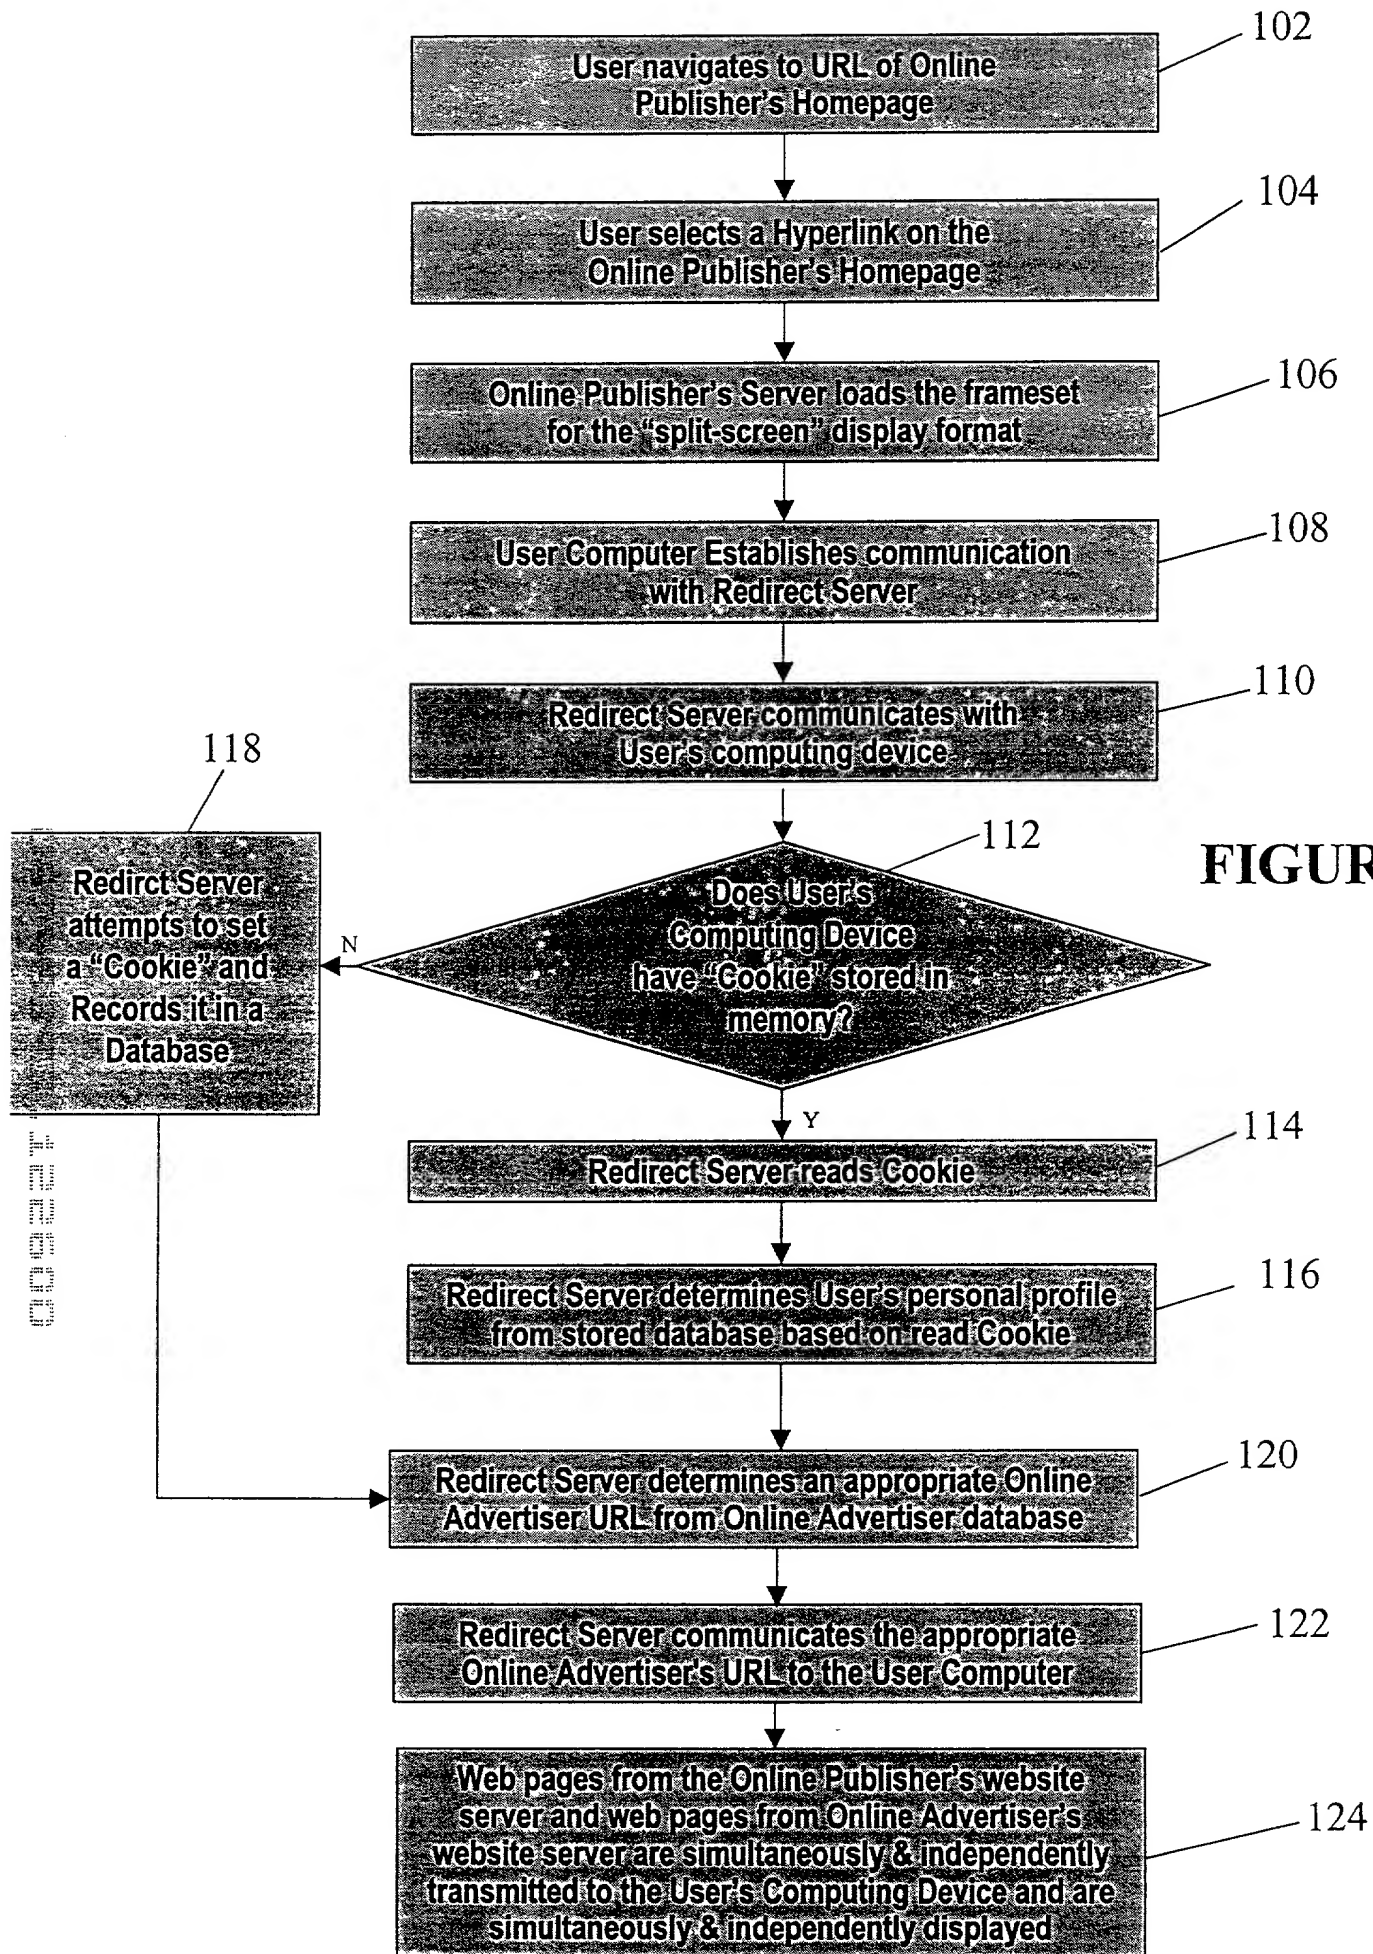 102
User navigates to URL of Online
Publisher's Homepage
104
User selects a Hyperlink on the
Online Publisher's Homepage
106
Online Publisher's Server loads the frameset
for the "split-screen" display format
108
User Computer Establishes communication
with Redirect Server
110
Redirect Server communicates with
User's computing device
118
Redirct Server
attempts to set
a "Cookie" and
Records it in a
Database
N
112
Does User's
Computing Device
have "Cookie" stored in
memory?
FIGUR
Y
114
Redirect Server reads Cookie
116
Redirect Server determines User's personal profile
from stored database based on read Cookie
120
Redirect Server determines an appropriate Online
Advertiser URL from Online Advertiser database
122
Redirect Server communicates the appropriate
Online Advertiser's URL to the User Computer
124
Web pages from the Online Publisher's website
server and web pages from Online Advertiser's
website server are simultaneously & independently
transmitted to the User's Computing Device and are
simultaneously & independently displayed